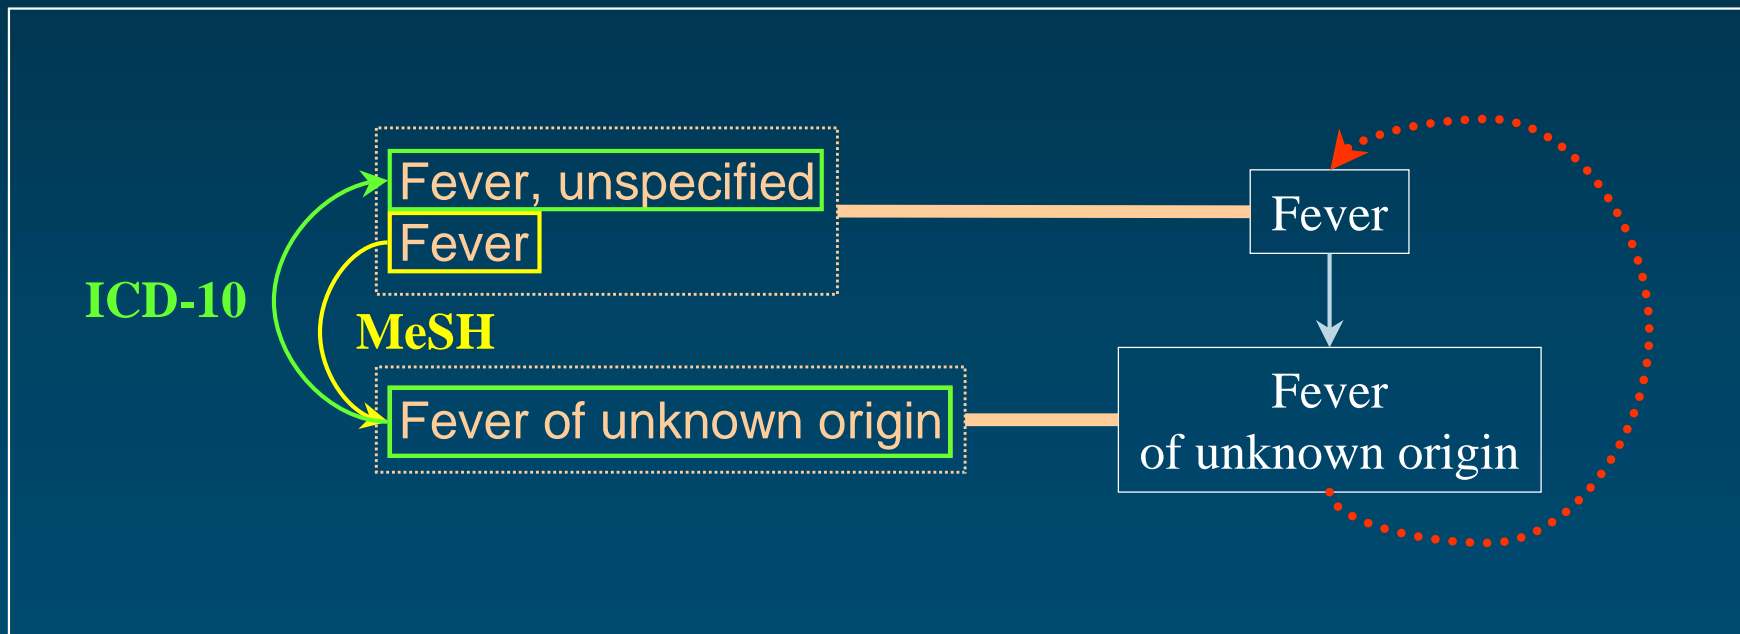 Fever, unspecified
Fever
ICD-10
MeSH
Fever of unknown origin
Fever
Fever
of unknown origin